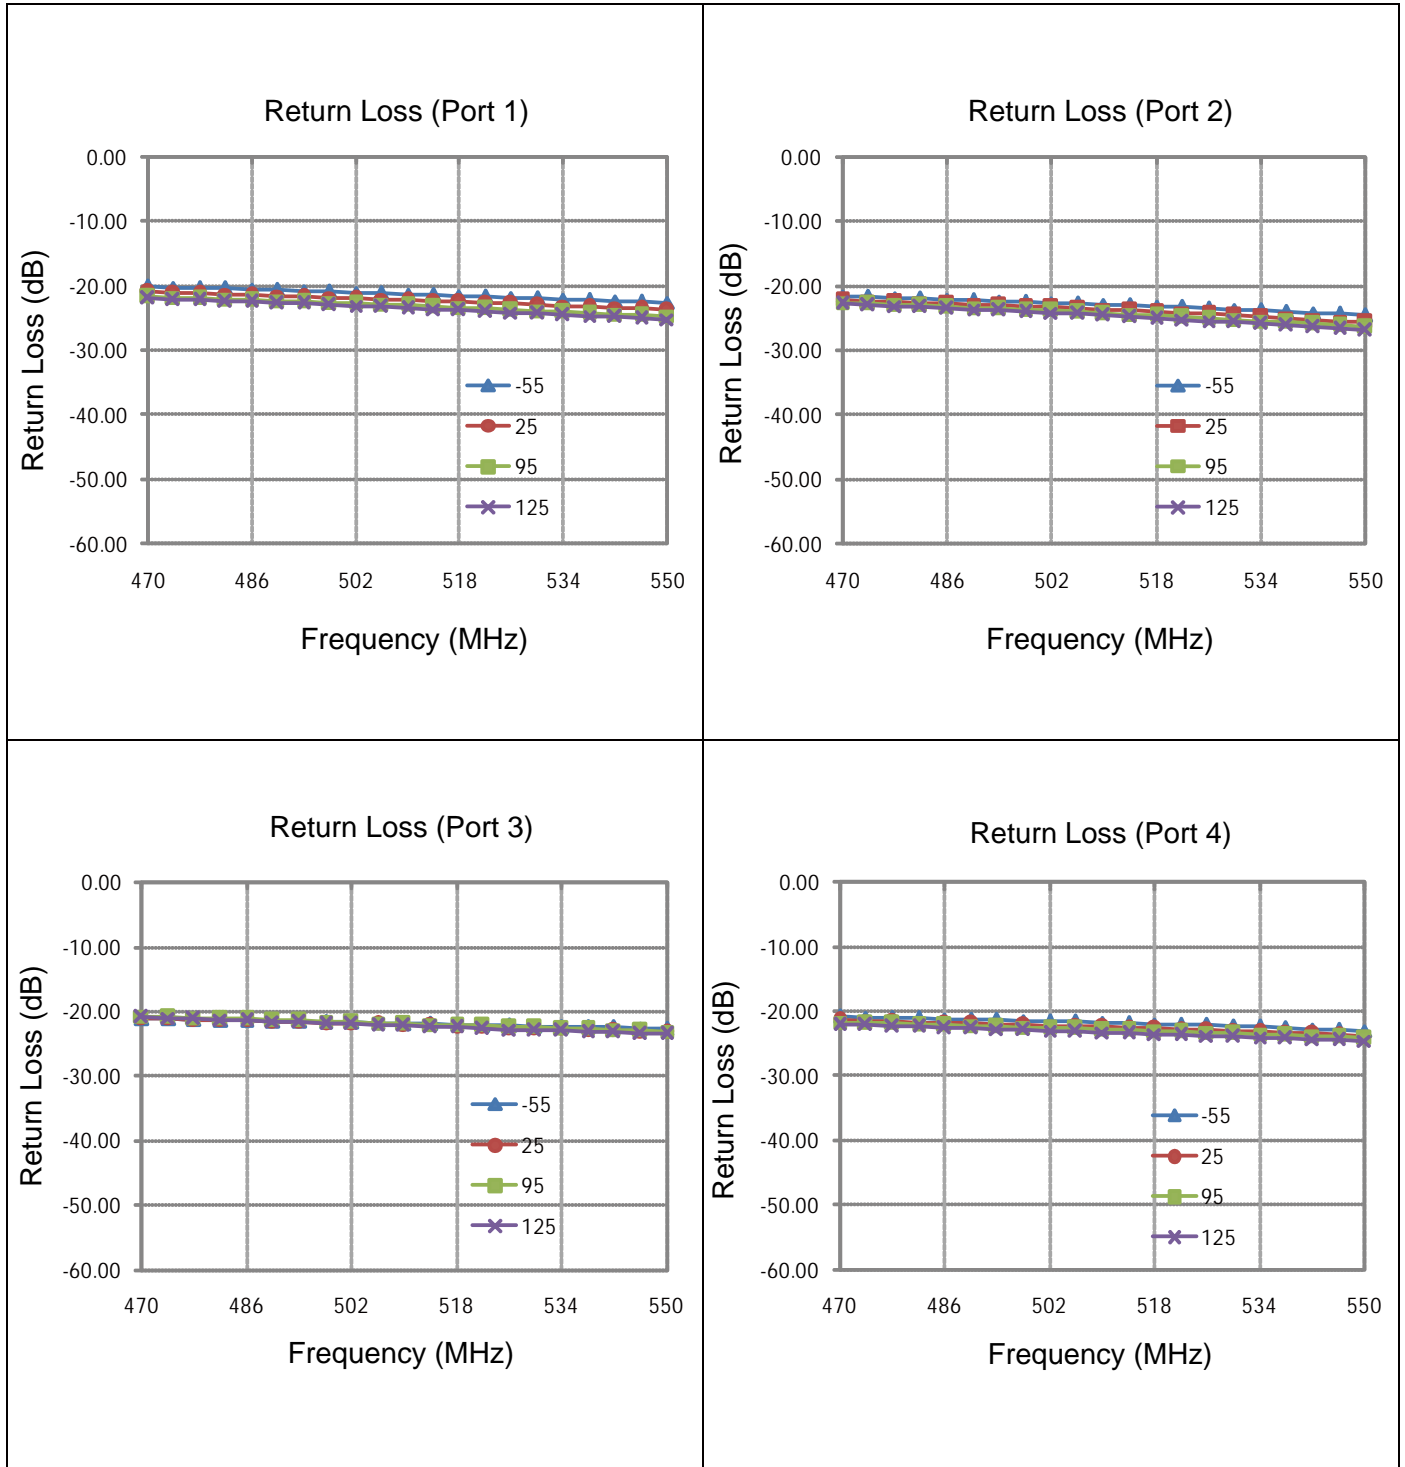 Return Loss (Port 1)
Return Loss (dB)
0.00
-10.00
-20.00
-30.00
-40.00
-50.00
-60.00
-55
25
95
125
470 486 502 518 534 550
Frequency (MHz)
Return Loss (Port 2)
Return Loss (dB)
0.00
-10.00
-20.00
-30.00
-40.00
-50.00
-60.00
-55
25
95
125
470 486 502 518 534 550
Frequency (MHz)
Return Loss (Port 3)
Return Loss (dB)
0.00
-10.00
-20.00
-30.00
-40.00
-50.00
-60.00
-55
25
95
125
470 486 502 518 534 550
Frequency (MHz)
Return Loss (Port 4)
Return Loss (dB)
0.00
-10.00
-20.00
-30.00
-40.00
-50.00
-60.00
-55
25
95
125
470 486 502 518 534 550
Frequency (MHz)